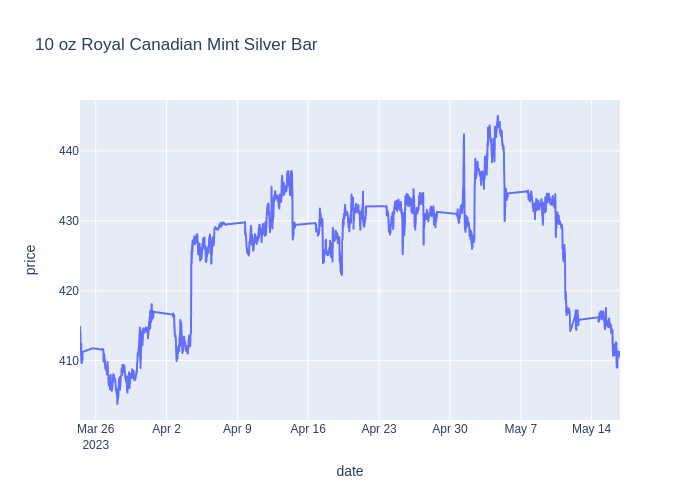 10 oz Royal Canadian Mint Silver Bar
440
430
420
410
price
Mar 26
2023
Apr 2
Apr 9
Apr 16
Apr 23
Apr 30
May 7
May 14
date